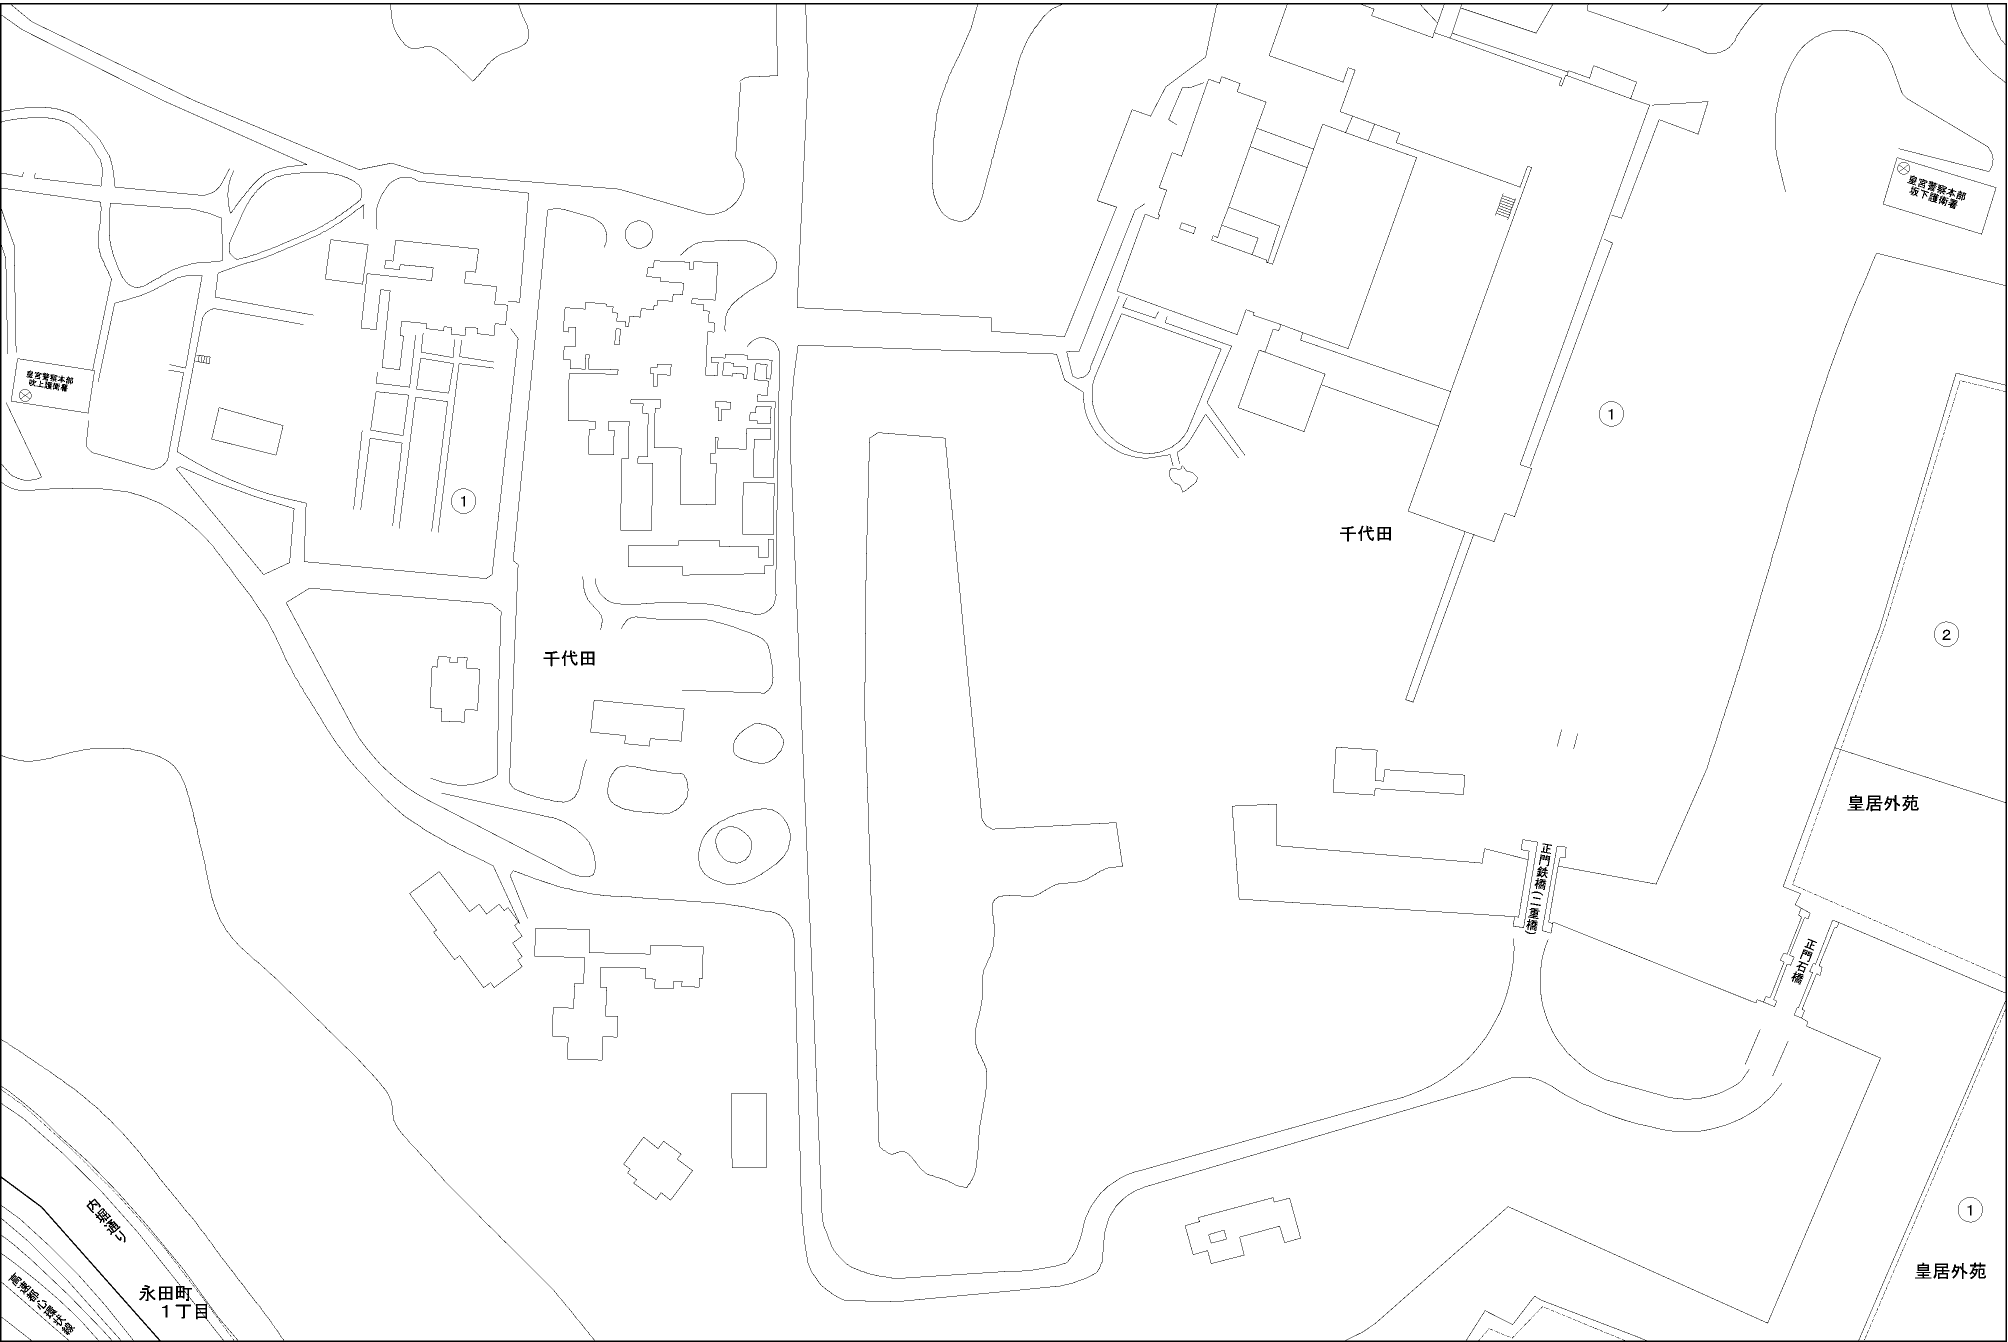 皇宮警察本部
坂下護衛署
皇宮警察本部
吹上護衛署
1
1
千代田
2
千代田
皇居外苑
正門鉄橋(二重橋)
正門石橋
内堀通り
1
皇居外苑
永田町
1丁目
高速都心環状線